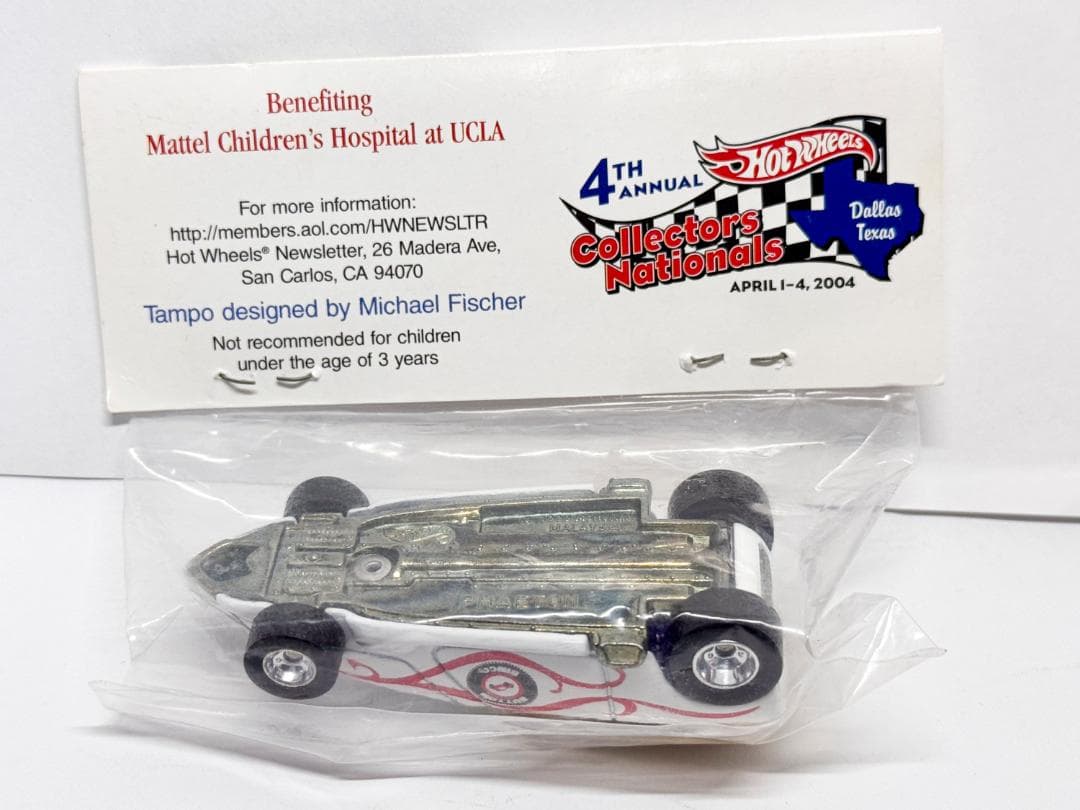 Benefiting
Mattel Children's Hospital at UCLA
For more information:
http://members.aol.com/HWNEWSLTR
Hot Wheels® Newsletter, 26 Madera Ave,
San Carlos, CA 94070
Tampo designed by Michael Fischer
Not recommended for children
under the age of 3 years
4TH
ANNUAL
Hot Wheels
Collectors
Nationals
Dallas
Texas
APRIL 1-4, 2004
PHAETON